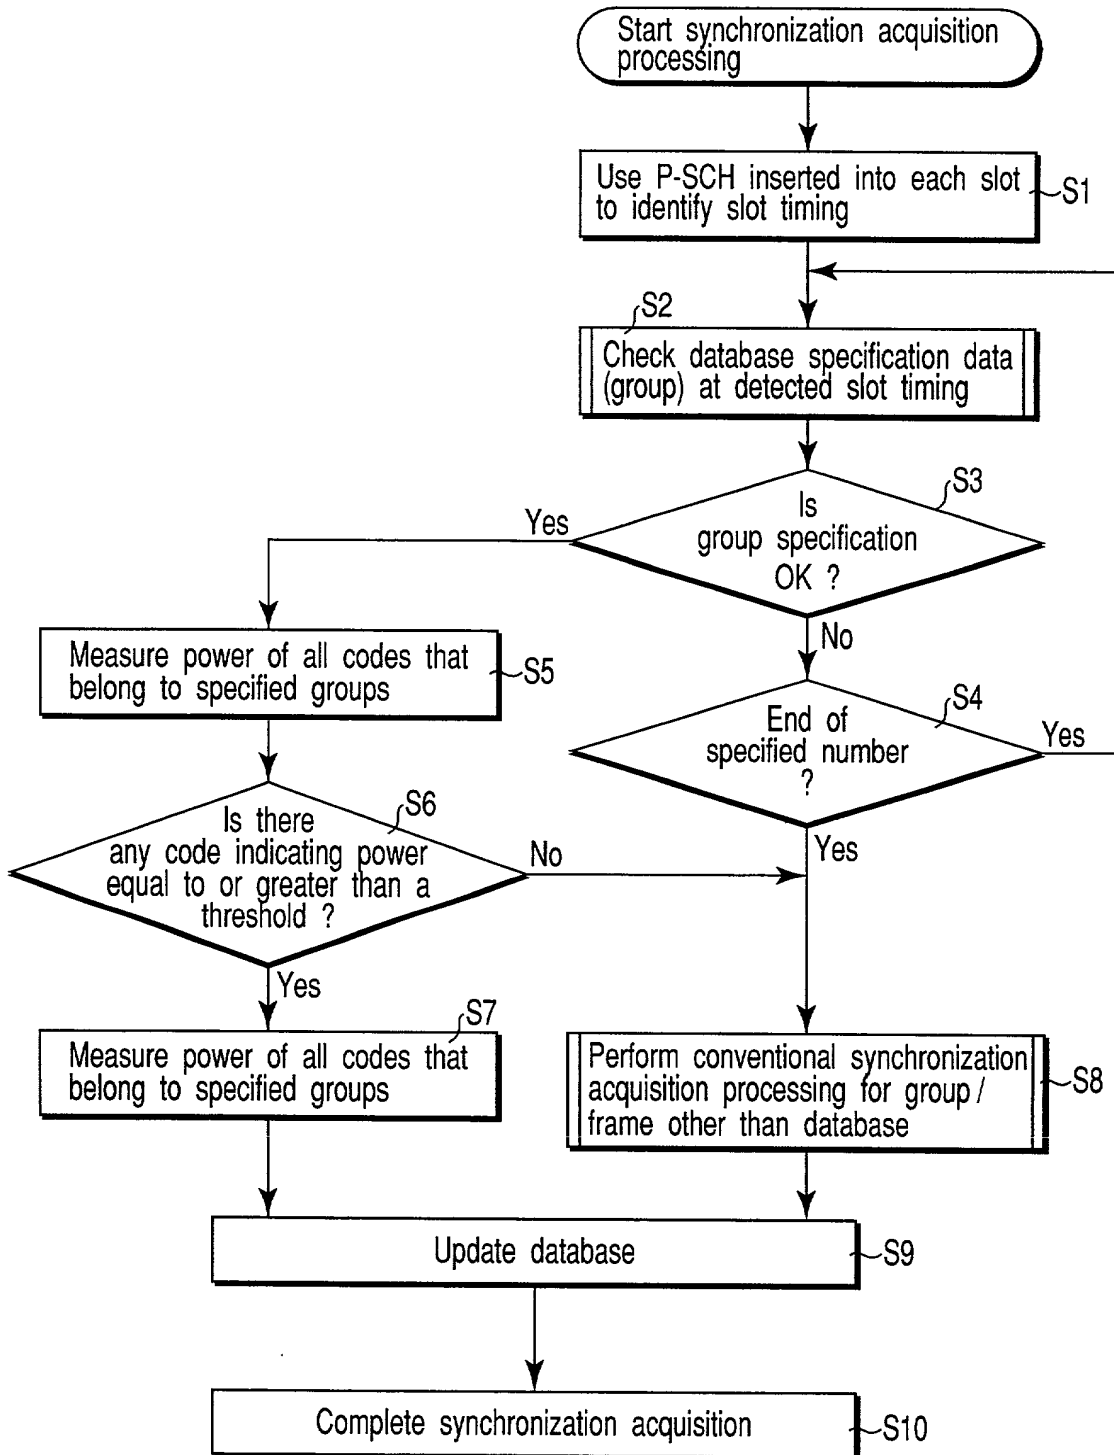 Start synchronization acquisition
processing
Use P-SCH inserted into each slot
to identify slot timing
S1
S2
Check database specification data
(group) at detected slot timing
S3
Is
group specification
OK ?
Yes
No
Measure power of all codes that
belong to specified groups
S5
S4
End of
specified number
?
Yes
Yes
S6
Is there
any code indicating power
equal to or greater than a
threshold ?
No
Yes
S7
Measure power of all codes that
belong to specified groups
Perform conventional synchronization
acquisition processing for group /
frame other than database
S8
Update database
S9
Complete synchronization acquisition
S10